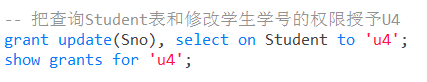 -- 把查询Student表和修改学生学号的权限授予U4
grant update(Sno), select on Student to 'u4';
show grants for 'u4';